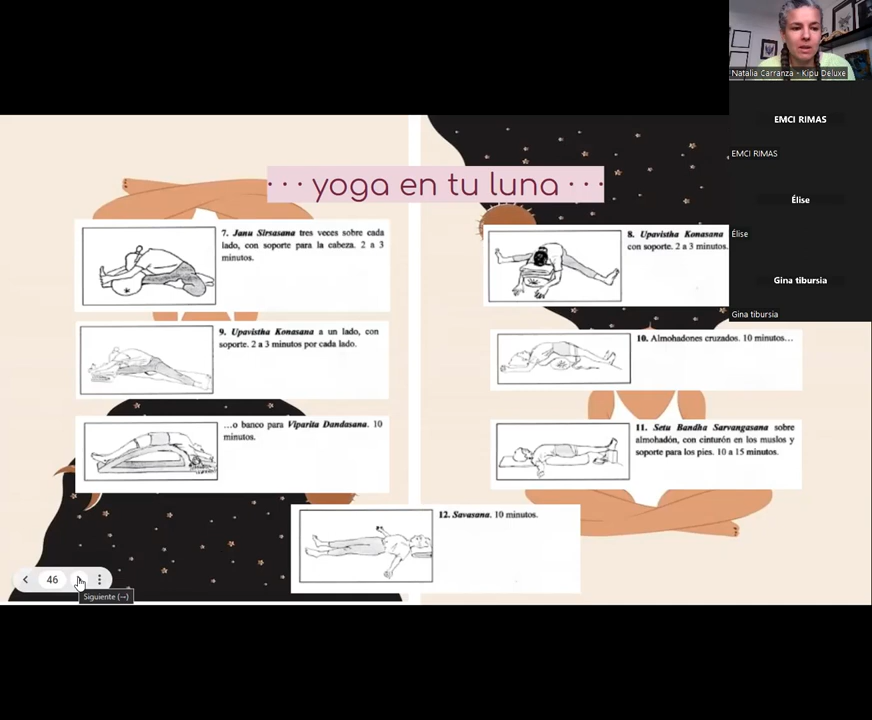 Natalia Carranza - Kipu Deluxe
EMCI RIMAS
EMCI RIMAS
Élise
Élise
Gina tibursia
Gina tibursia
··· yoga en tu luna ···
7. Janu Sirsasana tres veces sobre cada
lado, con soporte para la cabeza. 2 a 3
minutos.
8. Upavistha Konasana
con soporte. 2 a 3 minutos.
9. Upavistha Konasana a un lado, con
soporte. 2 a 3 minutos por cada lado.
10. Almohadones cruzados. 10 minutos...
...o banco para Viparita Dandasana. 10
minutos.
11. Setu Bandha Sarvangasana sobre
almohadón, con cinturón en los muslos y
soporte para los pies. 10 a 15 minutos.
12. Savasana. 10 minutos.
46
Siguiente (→)